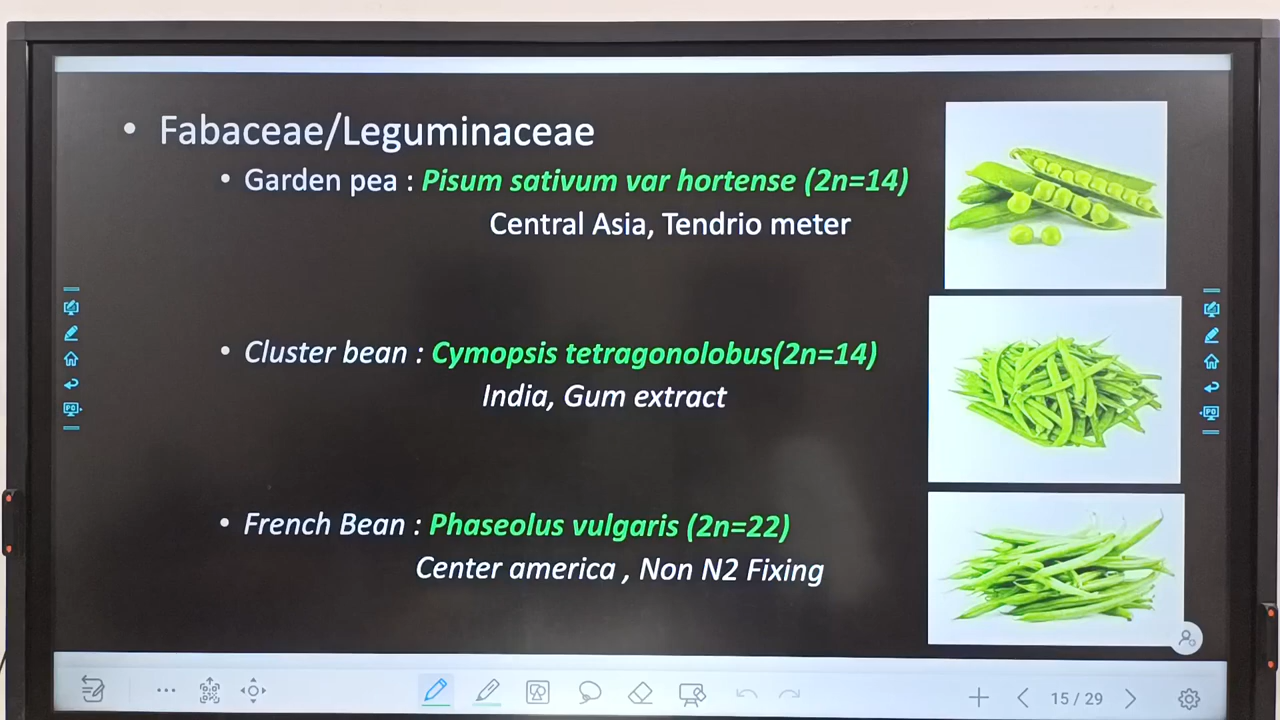 • Fabaceae/Leguminaceae
• Garden pea : Pisum sativum var hortense (2n=14)
Central Asia, Tendrio meter
• Cluster bean : Cymopsis tetragonolobus(2n=14)
India, Gum extract
• French Bean : Phaseolus vulgaris (2n=22)
Center america , Non N2 Fixing
15 / 29